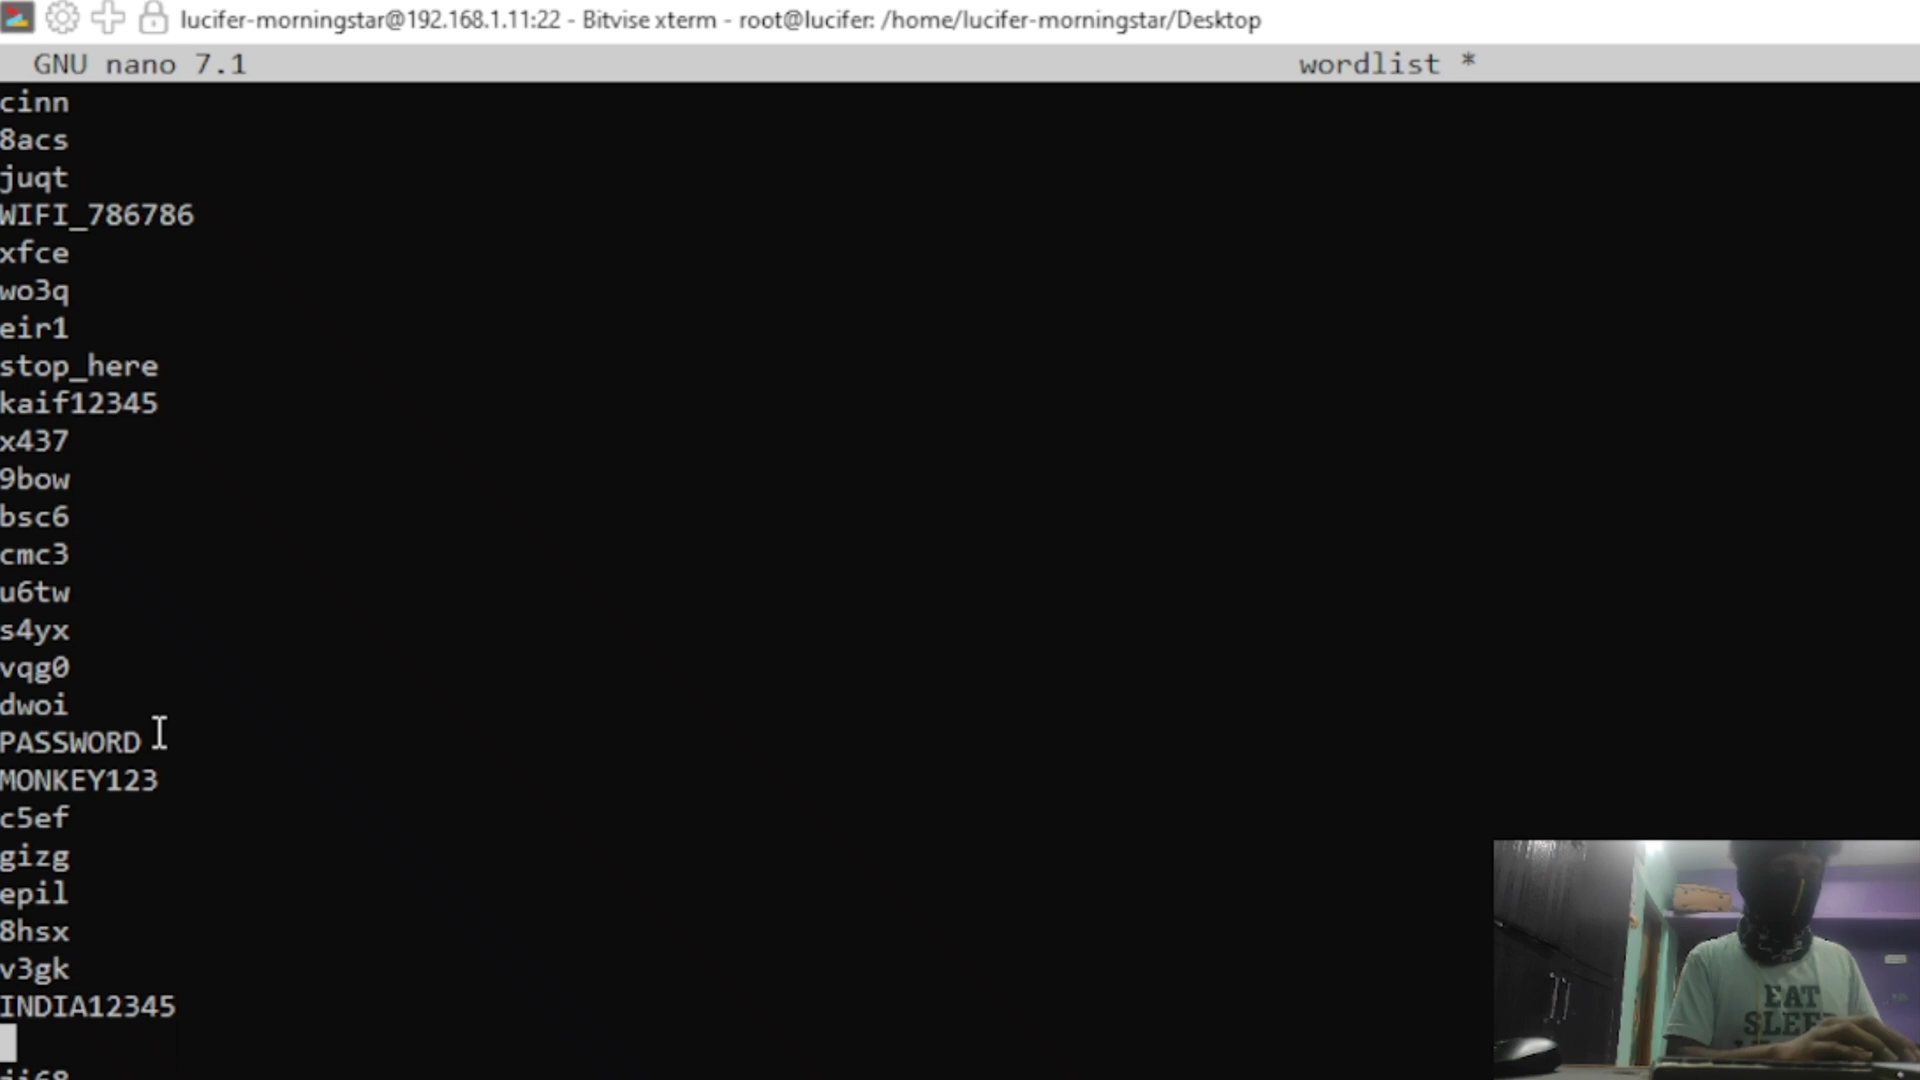 lucifer-morningstar@192.168.1.11:22 - Bitvise xterm - root@lucifer: /home/lucifer-morningstar/Desktop
GNU nano 7.1 wordlist *
cinn
8acs
juqt
WIFI_786786
xfce
wo3q
eir1
stop_here
kaif12345
x437
9bow
bsc6
cmc3
u6tw
s4yx
vqg0
dwoi
PASSWORD
MONKEY123
c5ef
gizg
epil
8hsx
v3gk
INDIA12345
EAT
SLEEP